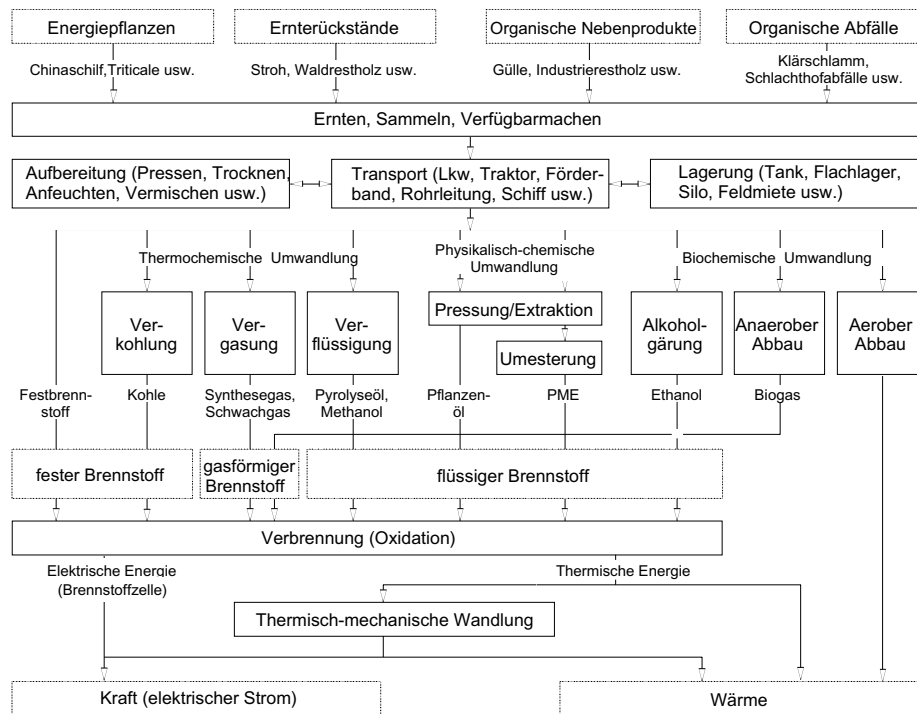 Energiepflanzen
Ernterückstände
Organische Nebenprodukte
Organische Abfälle
Chinaschilf,Triticale usw.
Stroh, Waldrestholz usw.
Gülle, Industrierestholz usw.
Klärschlamm,
Schlachthofabfälle usw.
Ernten, Sammeln, Verfügbarmachen
Aufbereitung (Pressen, Trocknen,
Anfeuchten, Vermischen usw.)
Transport (Lkw, Traktor, Förder-
band, Rohrleitung, Schiff usw.)
Lagerung (Tank, Flachlager,
Silo, Feldmiete usw.)
Thermochemische Umwandlung
Physikalisch-chemische
Umwandlung
Biochemische Umwandlung
Ver-
kohlung
Ver-
gasung
Ver-
flüssigung
Pressung/Extraktion
Umesterung
Alkohol-
gärung
Anaerober
Abbau
Aerober
Abbau
Festbrenn-
stoff
Kohle
Synthesegas,
Schwachgas
Pyrolyseöl,
Methanol
Pflanzen-
öl
PME
Ethanol
Biogas
fester Brennstoff
gasförmiger
Brennstoff
flüssiger Brennstoff
Verbrennung (Oxidation)
Elektrische Energie
(Brennstoffzelle)
Thermische Energie
Thermisch-mechanische Wandlung
Kraft (elektrischer Strom)
Wärme